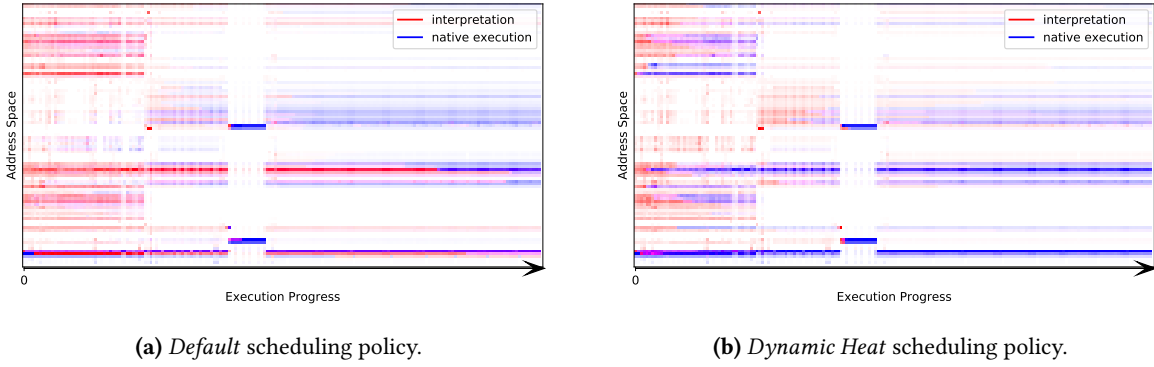 interpretation
native execution
Address Space
0
Execution Progress
(a) Default scheduling policy.
interpretation
native execution
Address Space
0
Execution Progress
(b) Dynamic Heat scheduling policy.